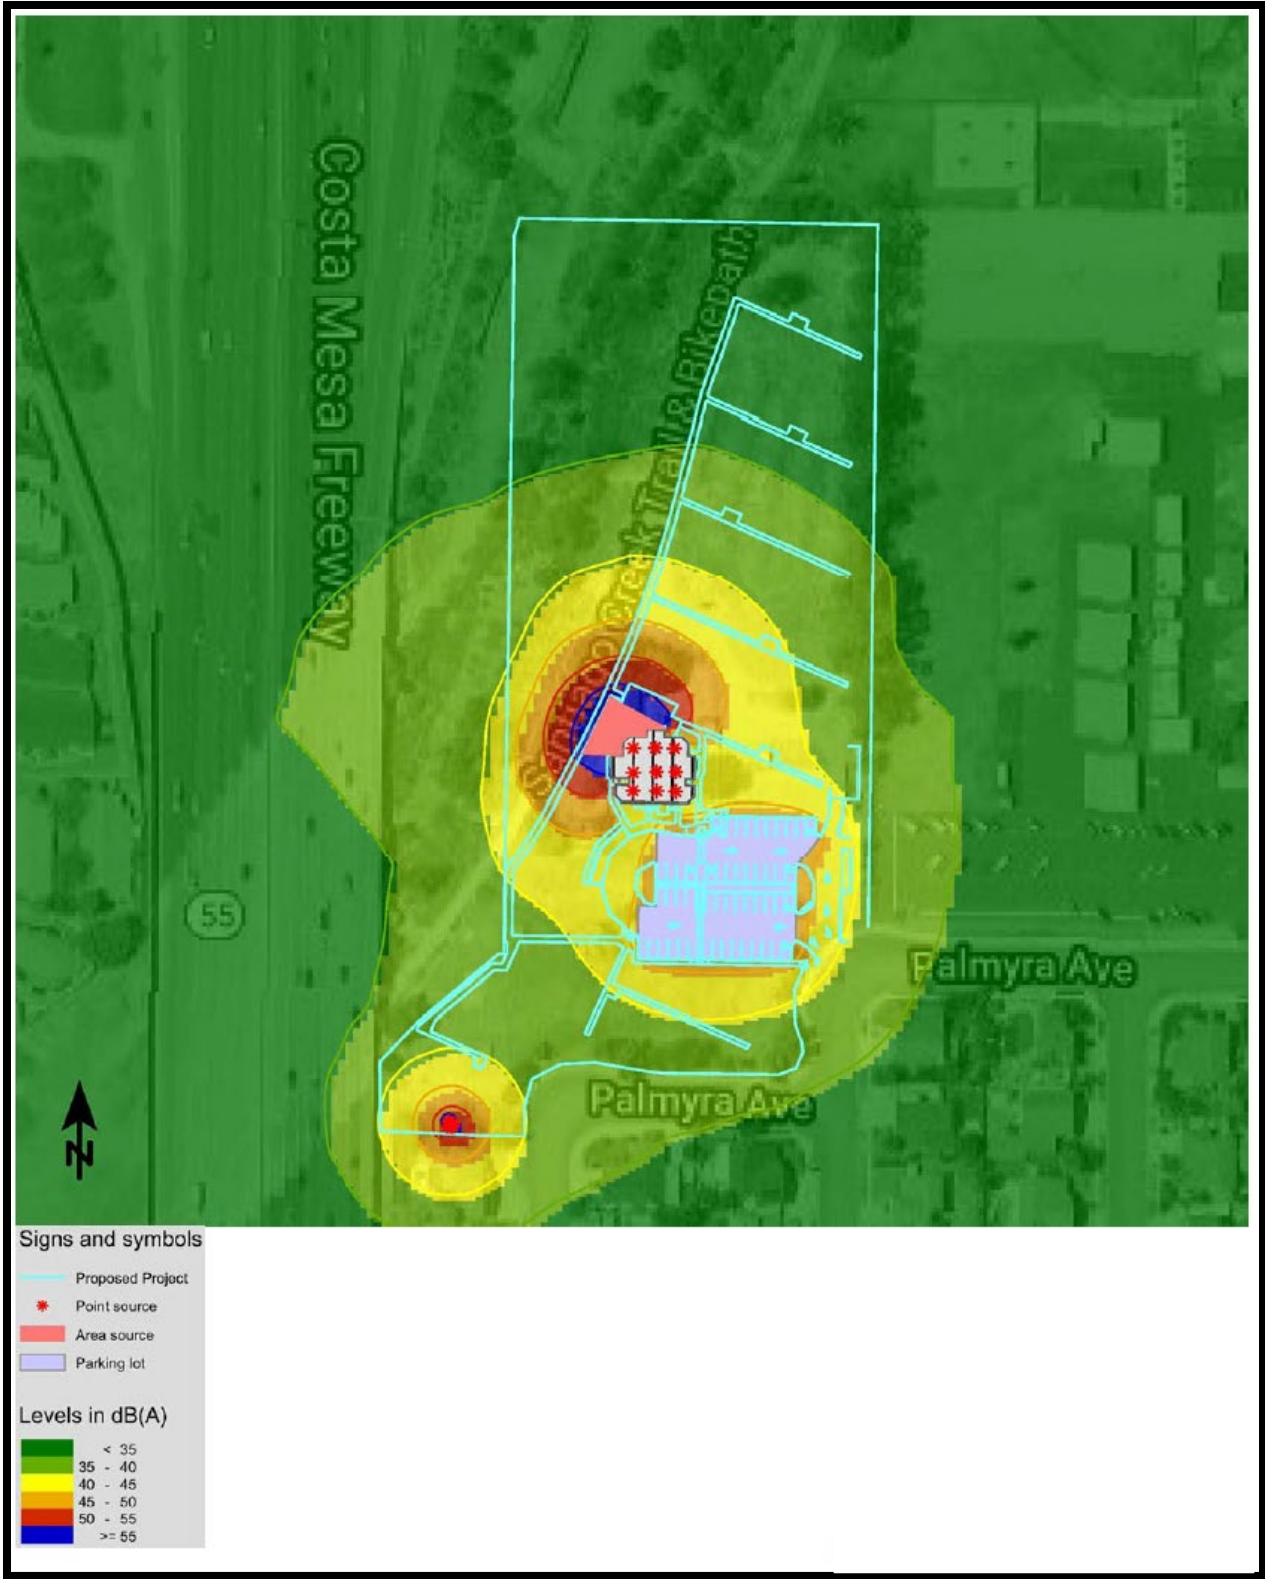 Costa Mesa Freeway
Creek Trail & Bikepath
55
Palmyra Ave
Palmyra Ave
N
Signs and symbols
Proposed Project
Point source
Area source
Parking lot
Levels in dB(A)
< 35
35 - 40
40 - 45
45 - 50
50 - 55
>= 55